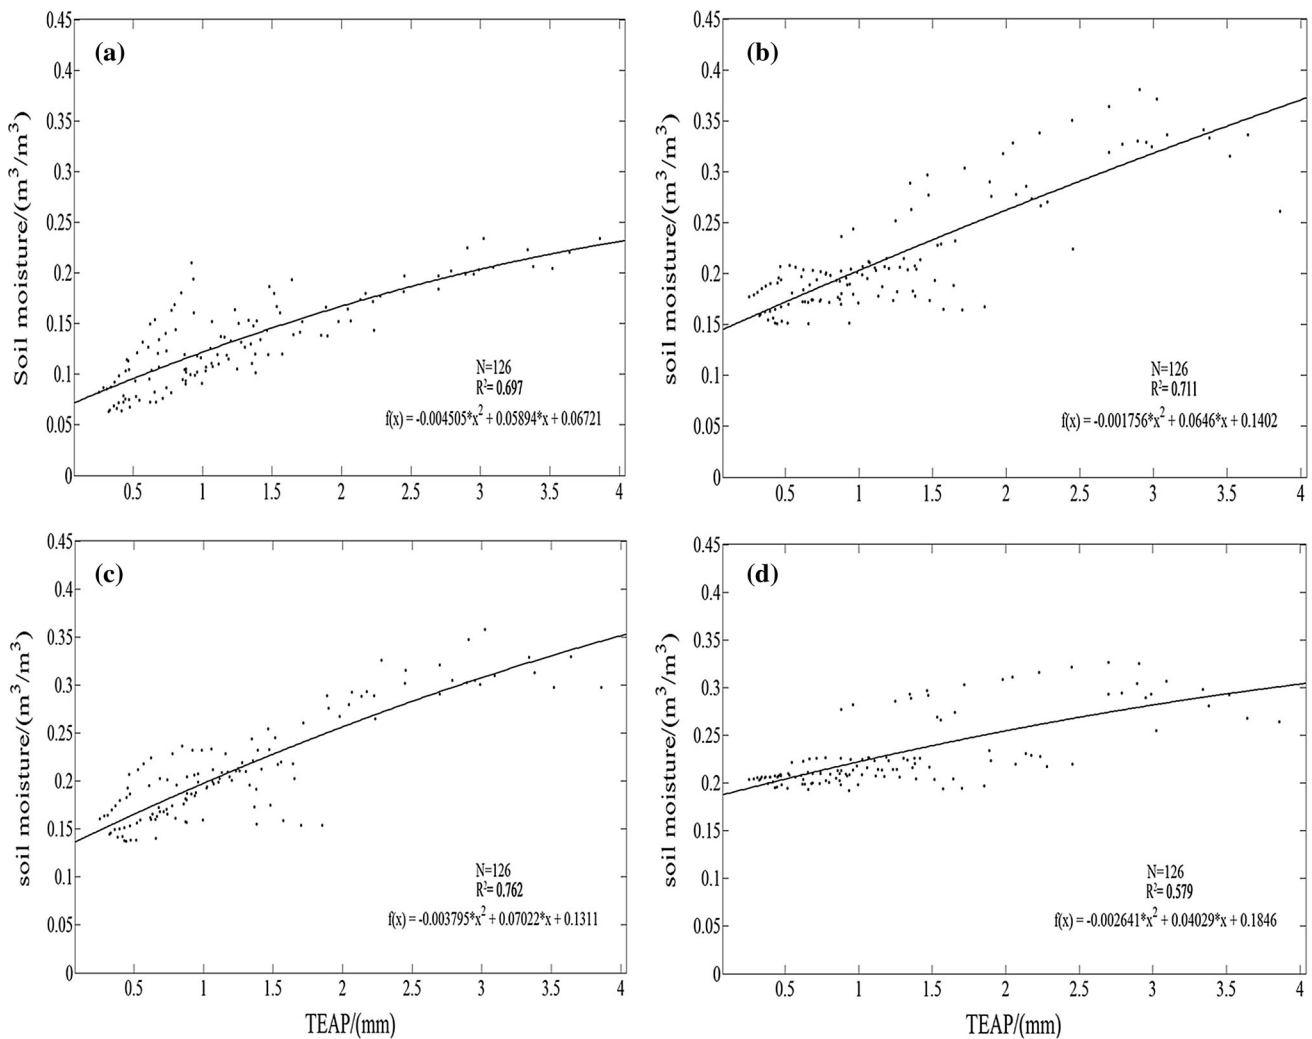 (a)
Soil moisture/(m³/m³)
0.45
0.4
0.35
0.3
0.25
0.2
0.15
0.1
0.05
0
N=126
R²= 0.697
f(x) = -0.004505*x² + 0.05894*x + 0.06721
0.5 1 1.5 2 2.5 3 3.5 4
(b)
soil moisture/(m³/m³)
0.45
0.4
0.35
0.3
0.25
0.2
0.15
0.1
0.05
0
N=126
R²= 0.711
f(x) = -0.001756*x² + 0.0646*x + 0.1402
0.5 1 1.5 2 2.5 3 3.5 4
(c)
soil moisture/(m³/m³)
0.45
0.4
0.35
0.3
0.25
0.2
0.15
0.1
0.05
0
N=126
R²= 0.762
f(x) = -0.003795*x² + 0.07022*x + 0.1311
0.5 1 1.5 2 2.5 3 3.5 4
TEAP/(mm)
(d)
soil moisture/(m³/m³)
0.45
0.4
0.35
0.3
0.25
0.2
0.15
0.1
0.05
0
N=126
R²= 0.579
f(x) = -0.002641*x² + 0.04029*x + 0.1846
0.5 1 1.5 2 2.5 3 3.5 4
TEAP/(mm)